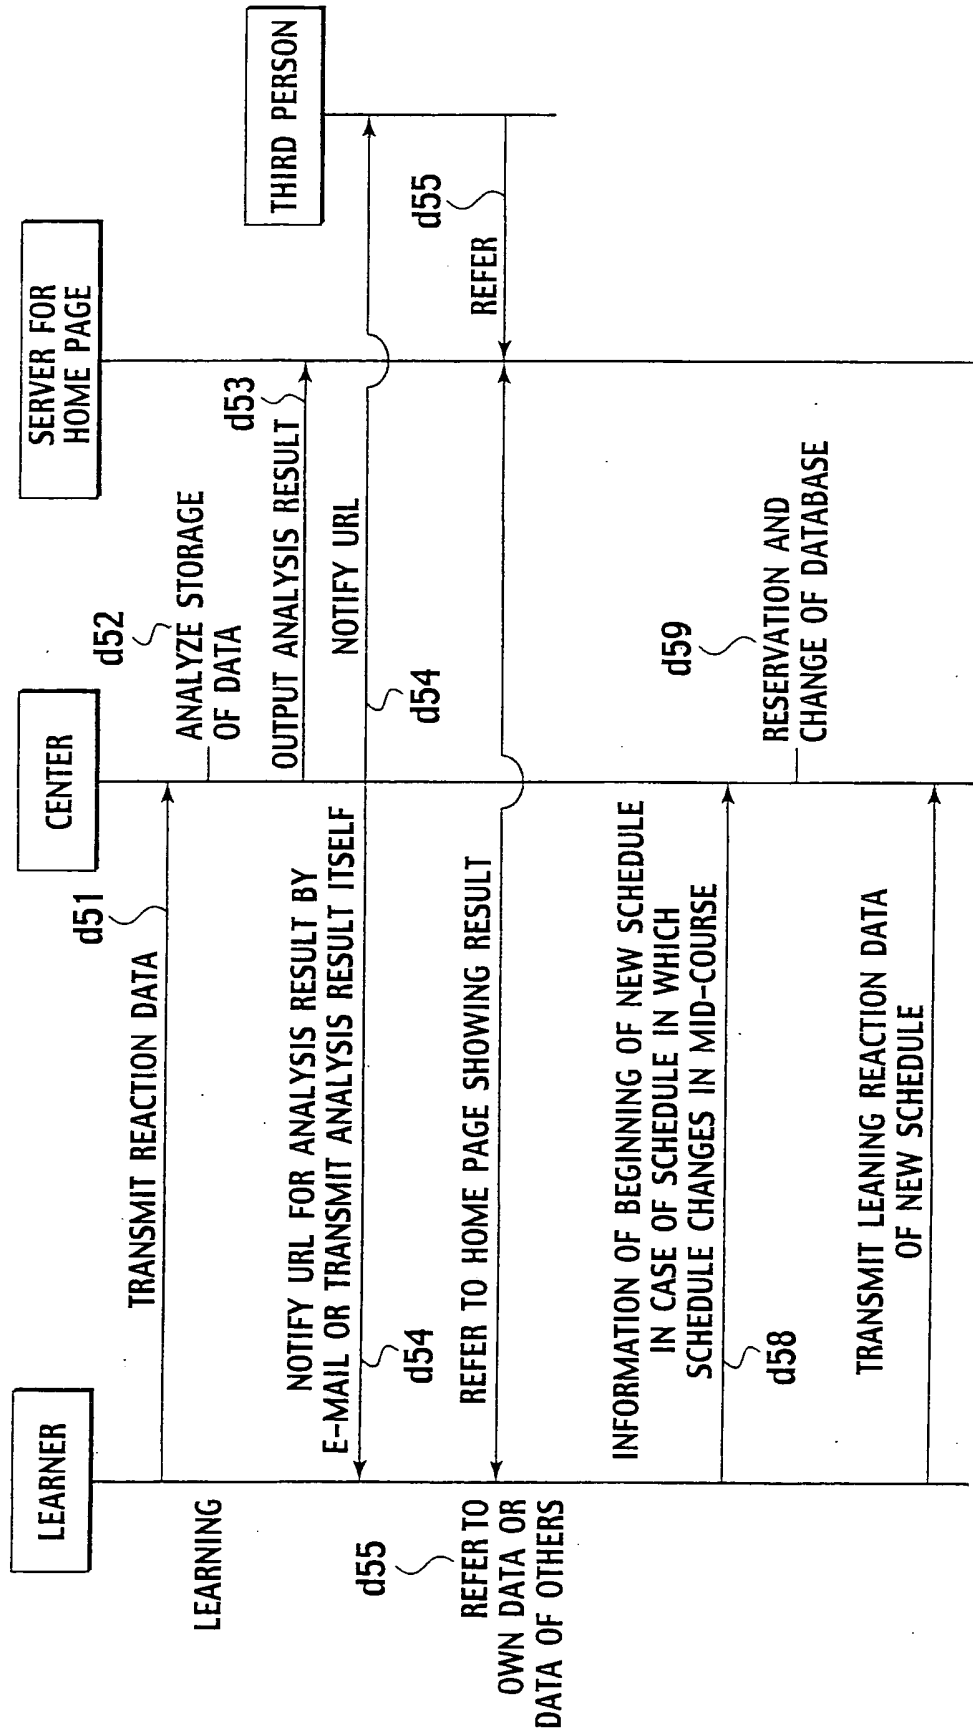 LEARNER
CENTER
SERVER FOR
HOME PAGE
THIRD PERSON
LEARNING
TRANSMIT REACTION DATA
d51
d52
ANALYZE STORAGE
OF DATA
OUTPUT ANALYSIS RESULT
d53
NOTIFY URL FOR ANALYSIS RESULT BY
E-MAIL OR TRANSMIT ANALYSIS RESULT ITSELF
d54
NOTIFY URL
d54
d55
REFER TO
OWN DATA OR
DATA OF OTHERS
REFER TO HOME PAGE SHOWING RESULT
REFER
d55
INFORMATION OF BEGINNING OF NEW SCHEDULE
IN CASE OF SCHEDULE IN WHICH
SCHEDULE CHANGES IN MID-COURSE
d58
d59
RESERVATION AND
CHANGE OF DATABASE
TRANSMIT LEANING REACTION DATA
OF NEW SCHEDULE